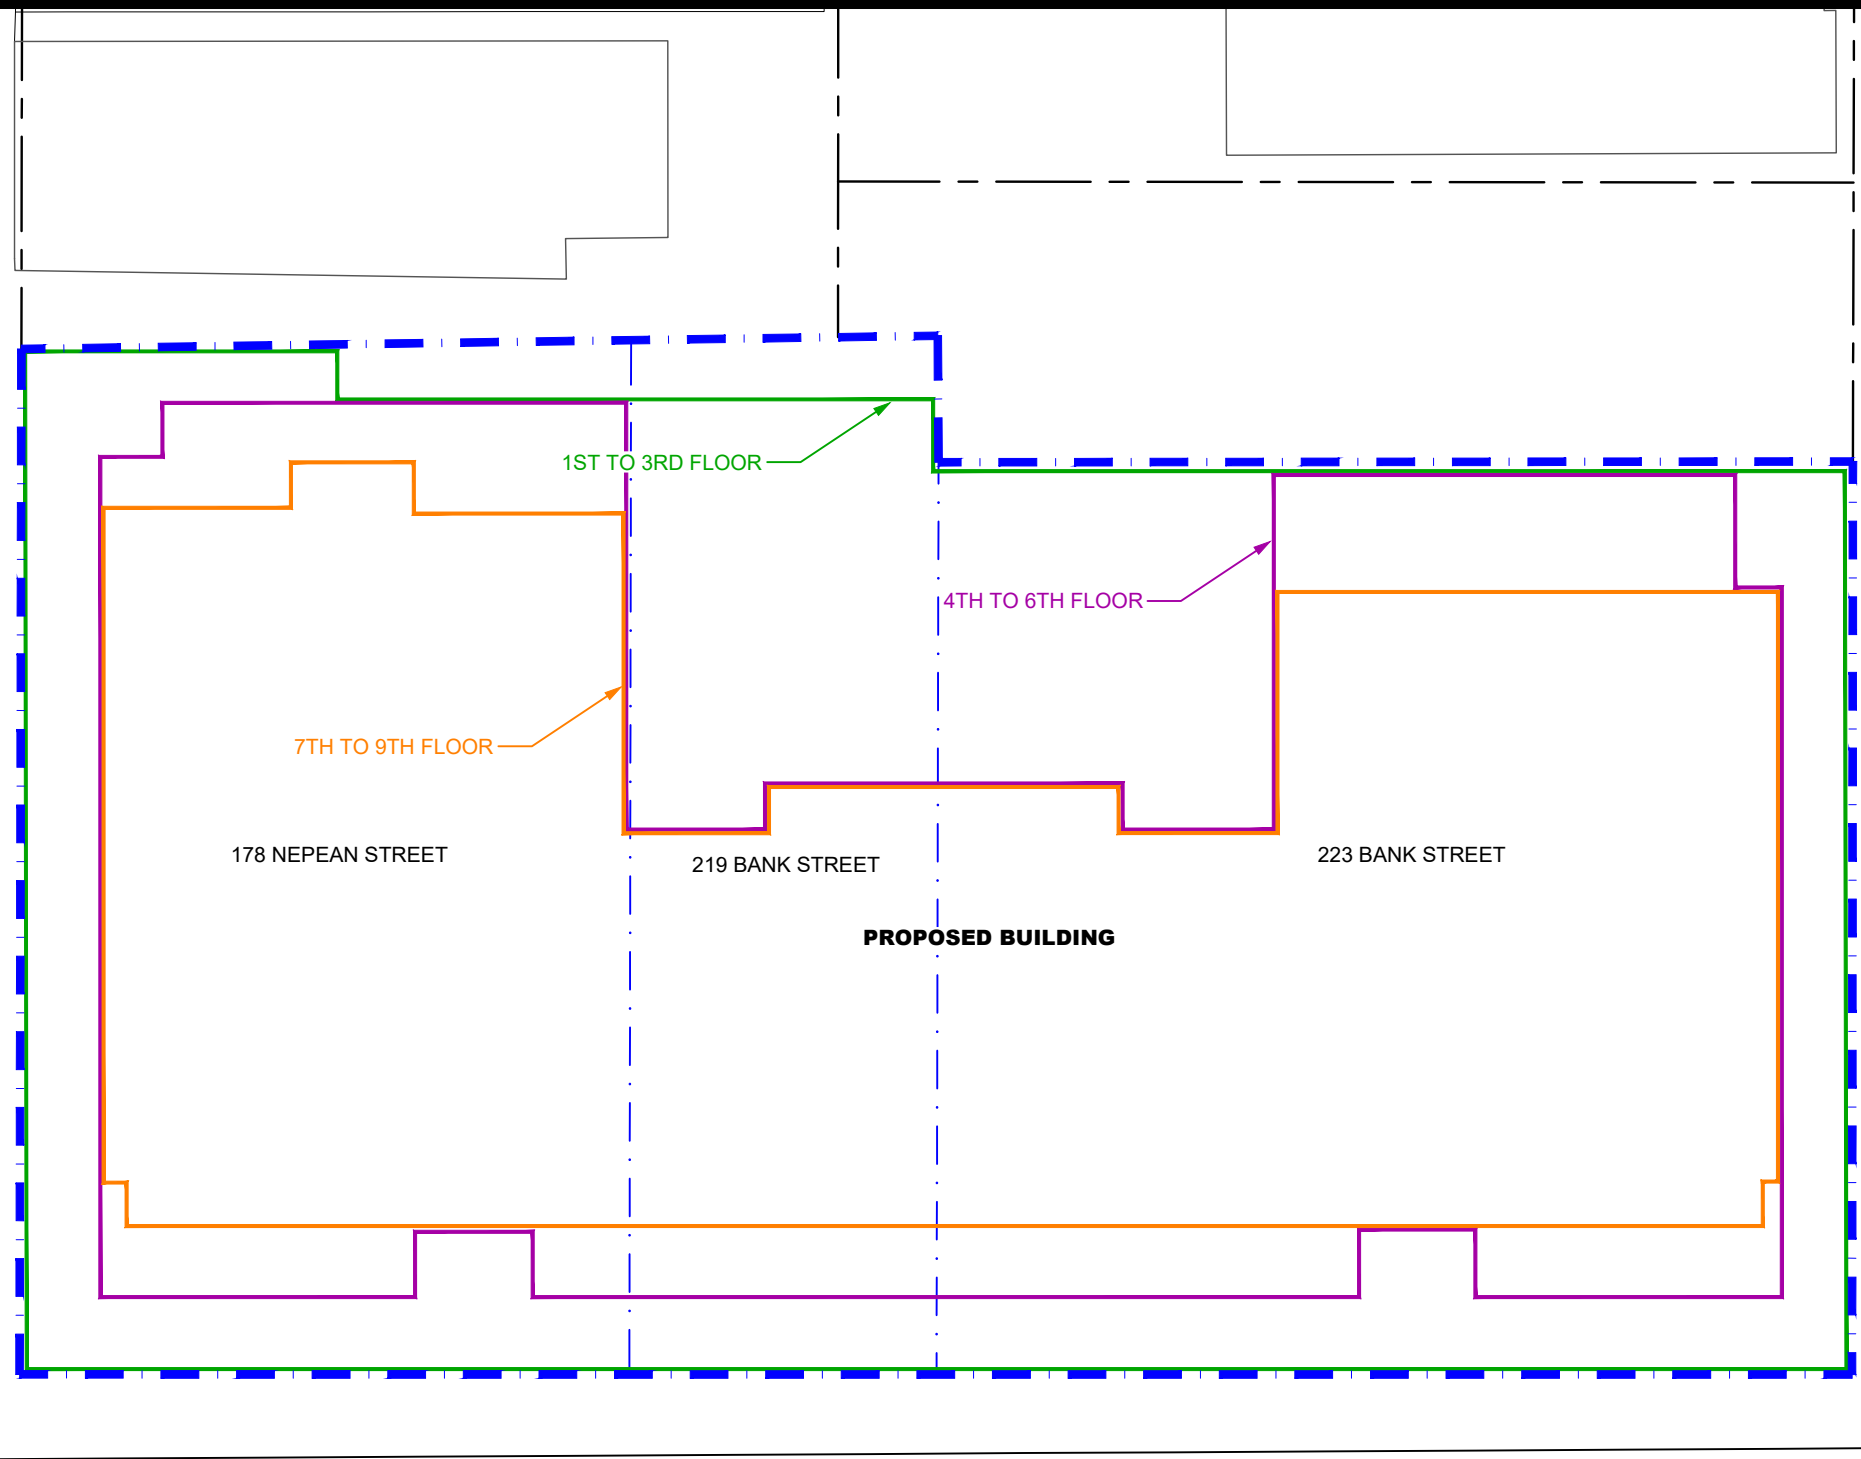 1ST TO 3RD FLOOR
4TH TO 6TH FLOOR
7TH TO 9TH FLOOR
178 NEPEAN STREET
219 BANK STREET
223 BANK STREET
PROPOSED BUILDING